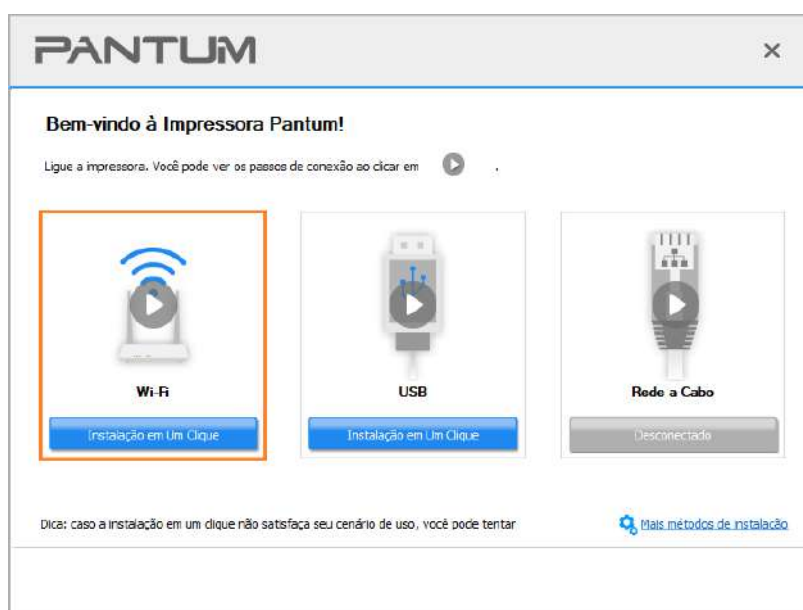 PANTUM
Bem-vindo à Impressora Pantum!
Ligue a impressora. Você pode ver os passos de conexão ao clicar em .
Wi-Fi
USB
Rede a Cabo
Instalação em Um Clique
Instalação em Um Clique
Desconectado
Dica: caso a instalação em um clique não satisfaça seu cenário de uso, você pode tentar
Mais métodos de instalação